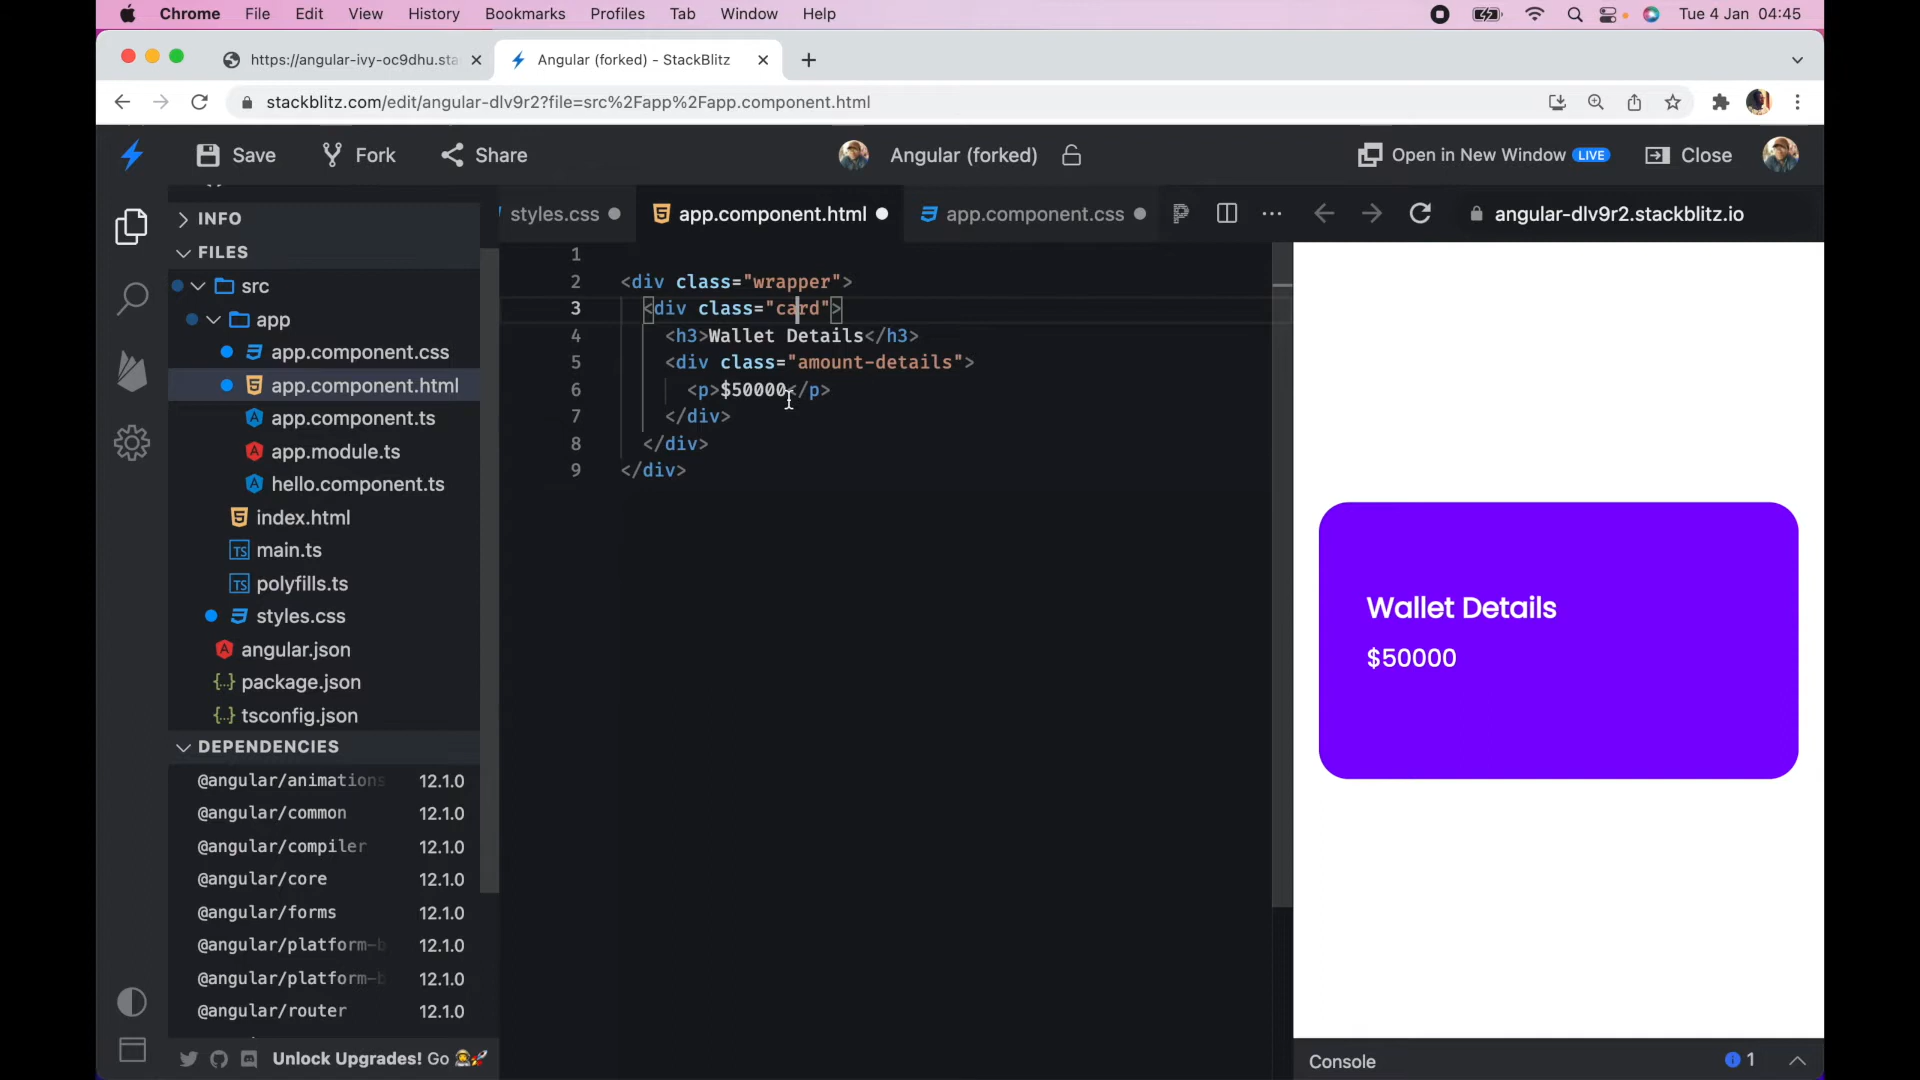 Chrome File Edit View History Bookmarks Profiles Tab Window Help Tue 4 Jan 04:45
https://angular-ivy-oc9dhu.sta Angular (forked) - StackBlitz
stackblitz.com/edit/angular-dlv9r2?file=src%2Fapp%2Fapp.component.html
Save Fork Share Angular (forked) Open in New Window LIVE Close
INFO
FILES
src
app
app.component.css
app.component.html
app.component.ts
app.module.ts
hello.component.ts
index.html
main.ts
polyfills.ts
styles.css
angular.json
package.json
tsconfig.json
DEPENDENCIES
@angular/animations 12.1.0
@angular/common 12.1.0
@angular/compiler 12.1.0
@angular/core 12.1.0
@angular/forms 12.1.0
@angular/platform-b 12.1.0
@angular/platform-b 12.1.0
@angular/router 12.1.0
Unlock Upgrades! Go
styles.css app.component.html app.component.css
1
2 <div class="wrapper">
3 <div class="card">
4 <h3>Wallet Details</h3>
5 <div class="amount-details">
6 <p>$50000</p>
7 </div>
8 </div>
9 </div>
angular-dlv9r2.stackblitz.io
Wallet Details
$50000
Console 1